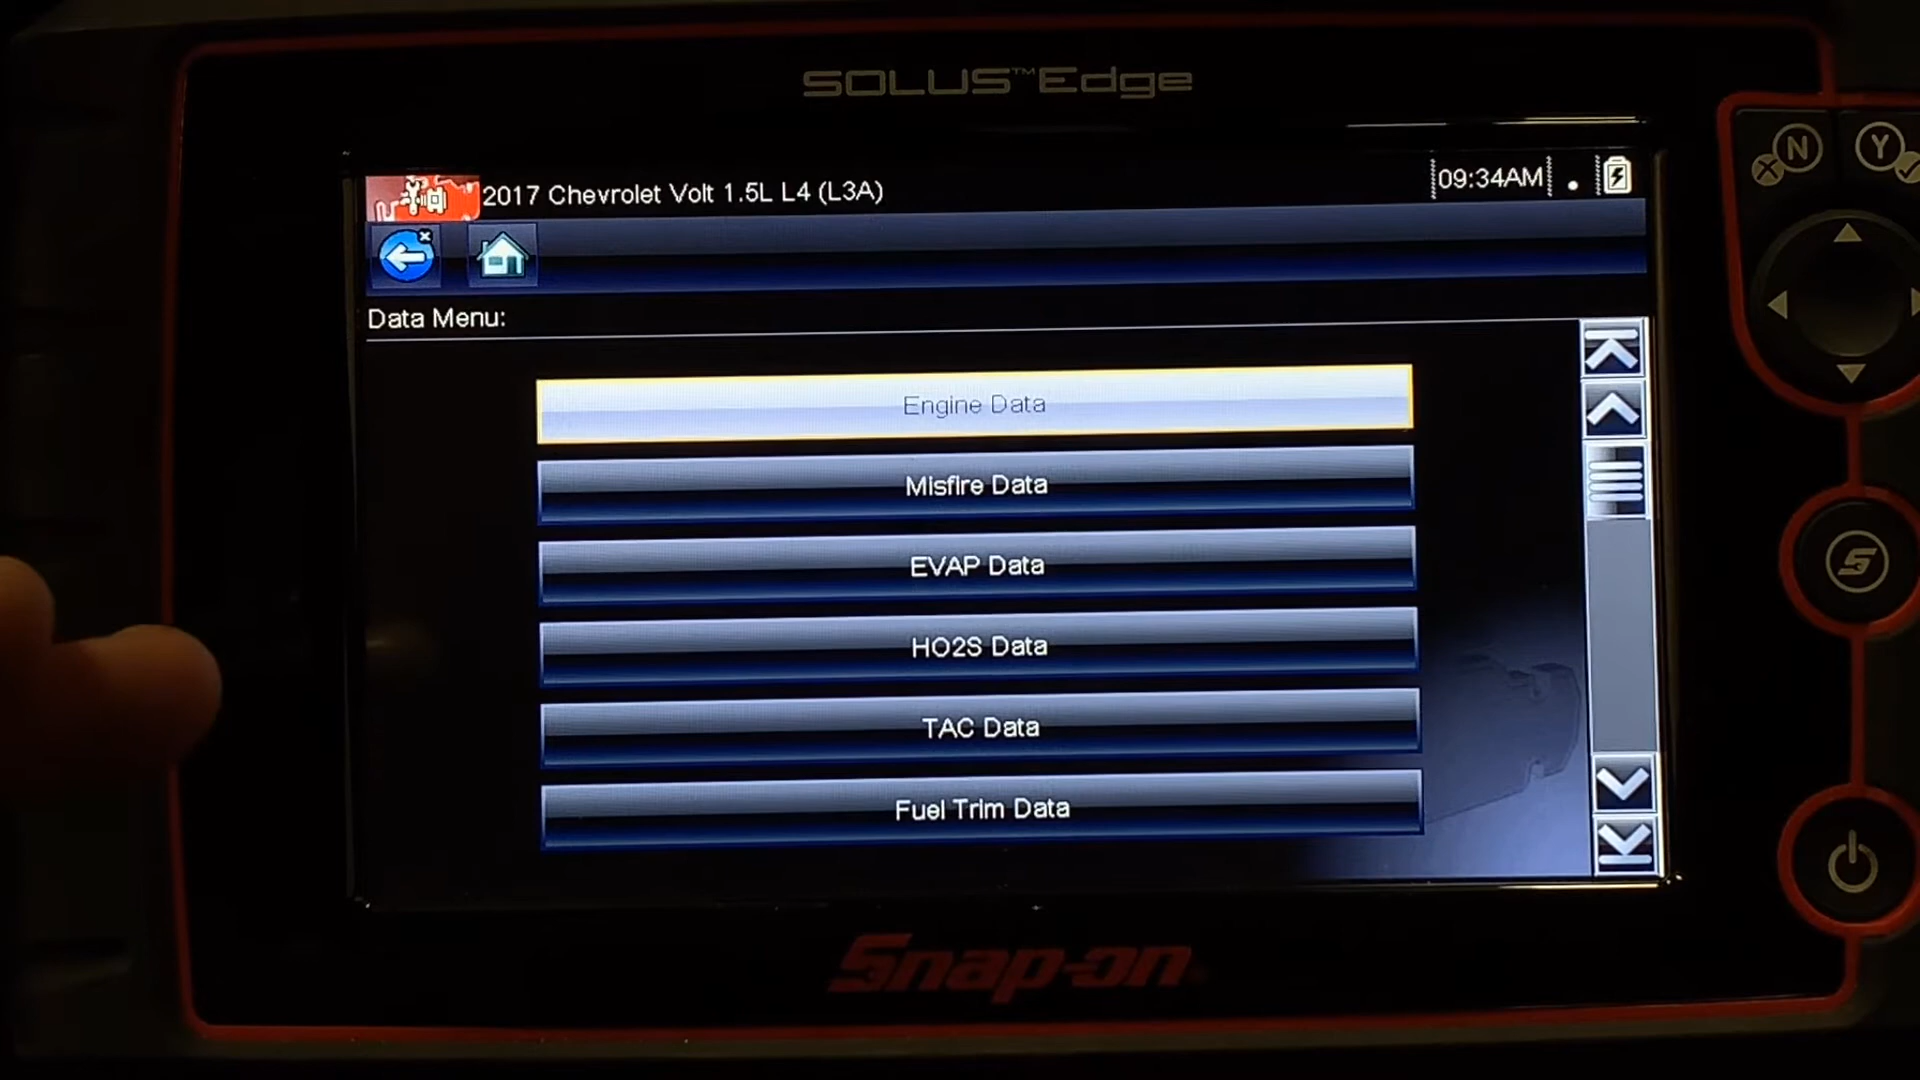 SOLUS™Edge
2017 Chevrolet Volt 1.5L L4 (L3A)
09:34AM
Data Menu:
Engine Data
Misfire Data
EVAP Data
HO2S Data
TAC Data
Fuel Trim Data
Snap-on
N
Y
S